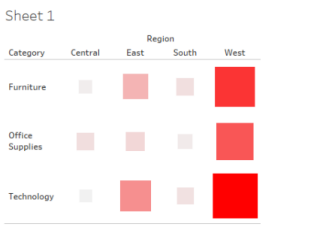 Sheet 1
Region
Category Central East South West
Furniture
Office
Supplies
Technology